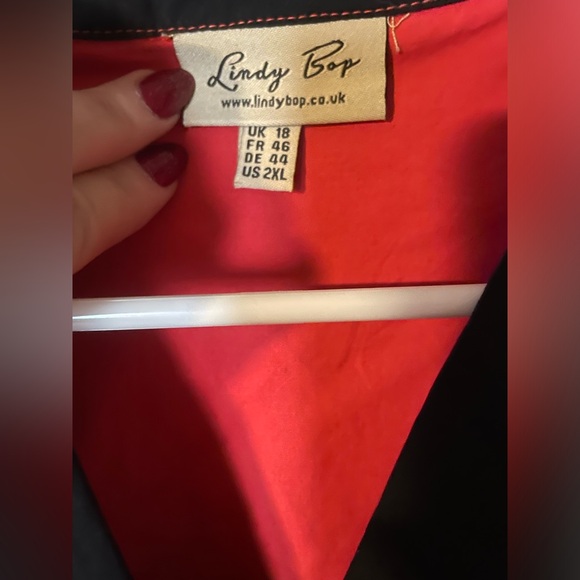 Lindy Bop
www.lindybop.co.uk
UK 18
FR 46
DE 44
US 2XL